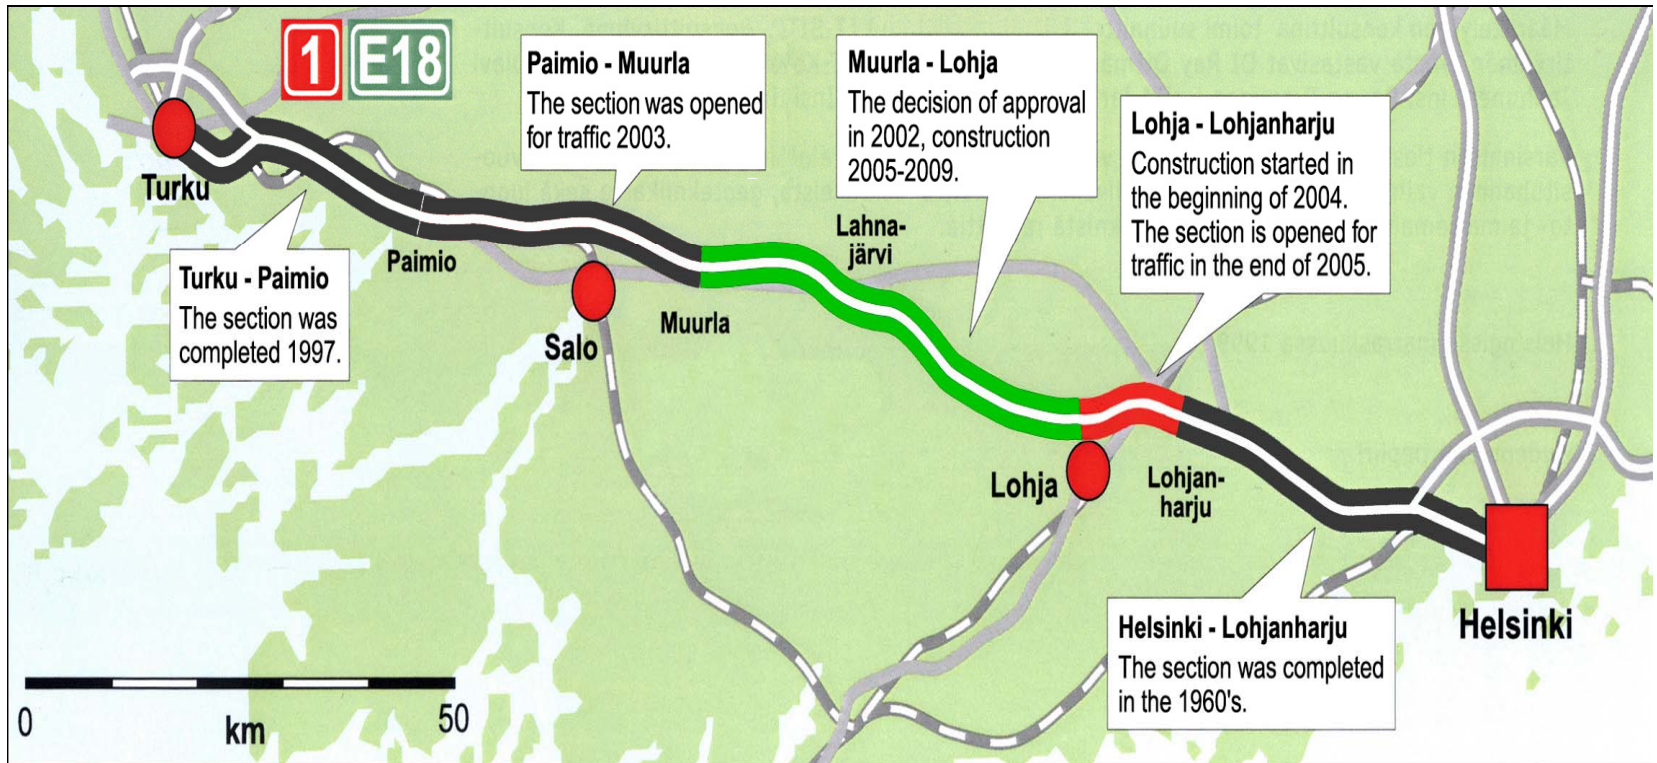 1
E18
Paimio - Muurla
The section was opened
for traffic 2003.
Muurla - Lohja
The decision of approval
in 2002, construction
2005-2009.
Lohja - Lohjanharju
Construction started in
the beginning of 2004.
The section is opened for
traffic in the end of 2005.
Turku
Turku - Paimio
The section was
completed 1997.
Paimio
Salo
Muurla
Lahna-
järvi
Lohja
Lohjan-
harju
Helsinki
Helsinki - Lohjanharju
The section was completed
in the 1960's.
0
km
50